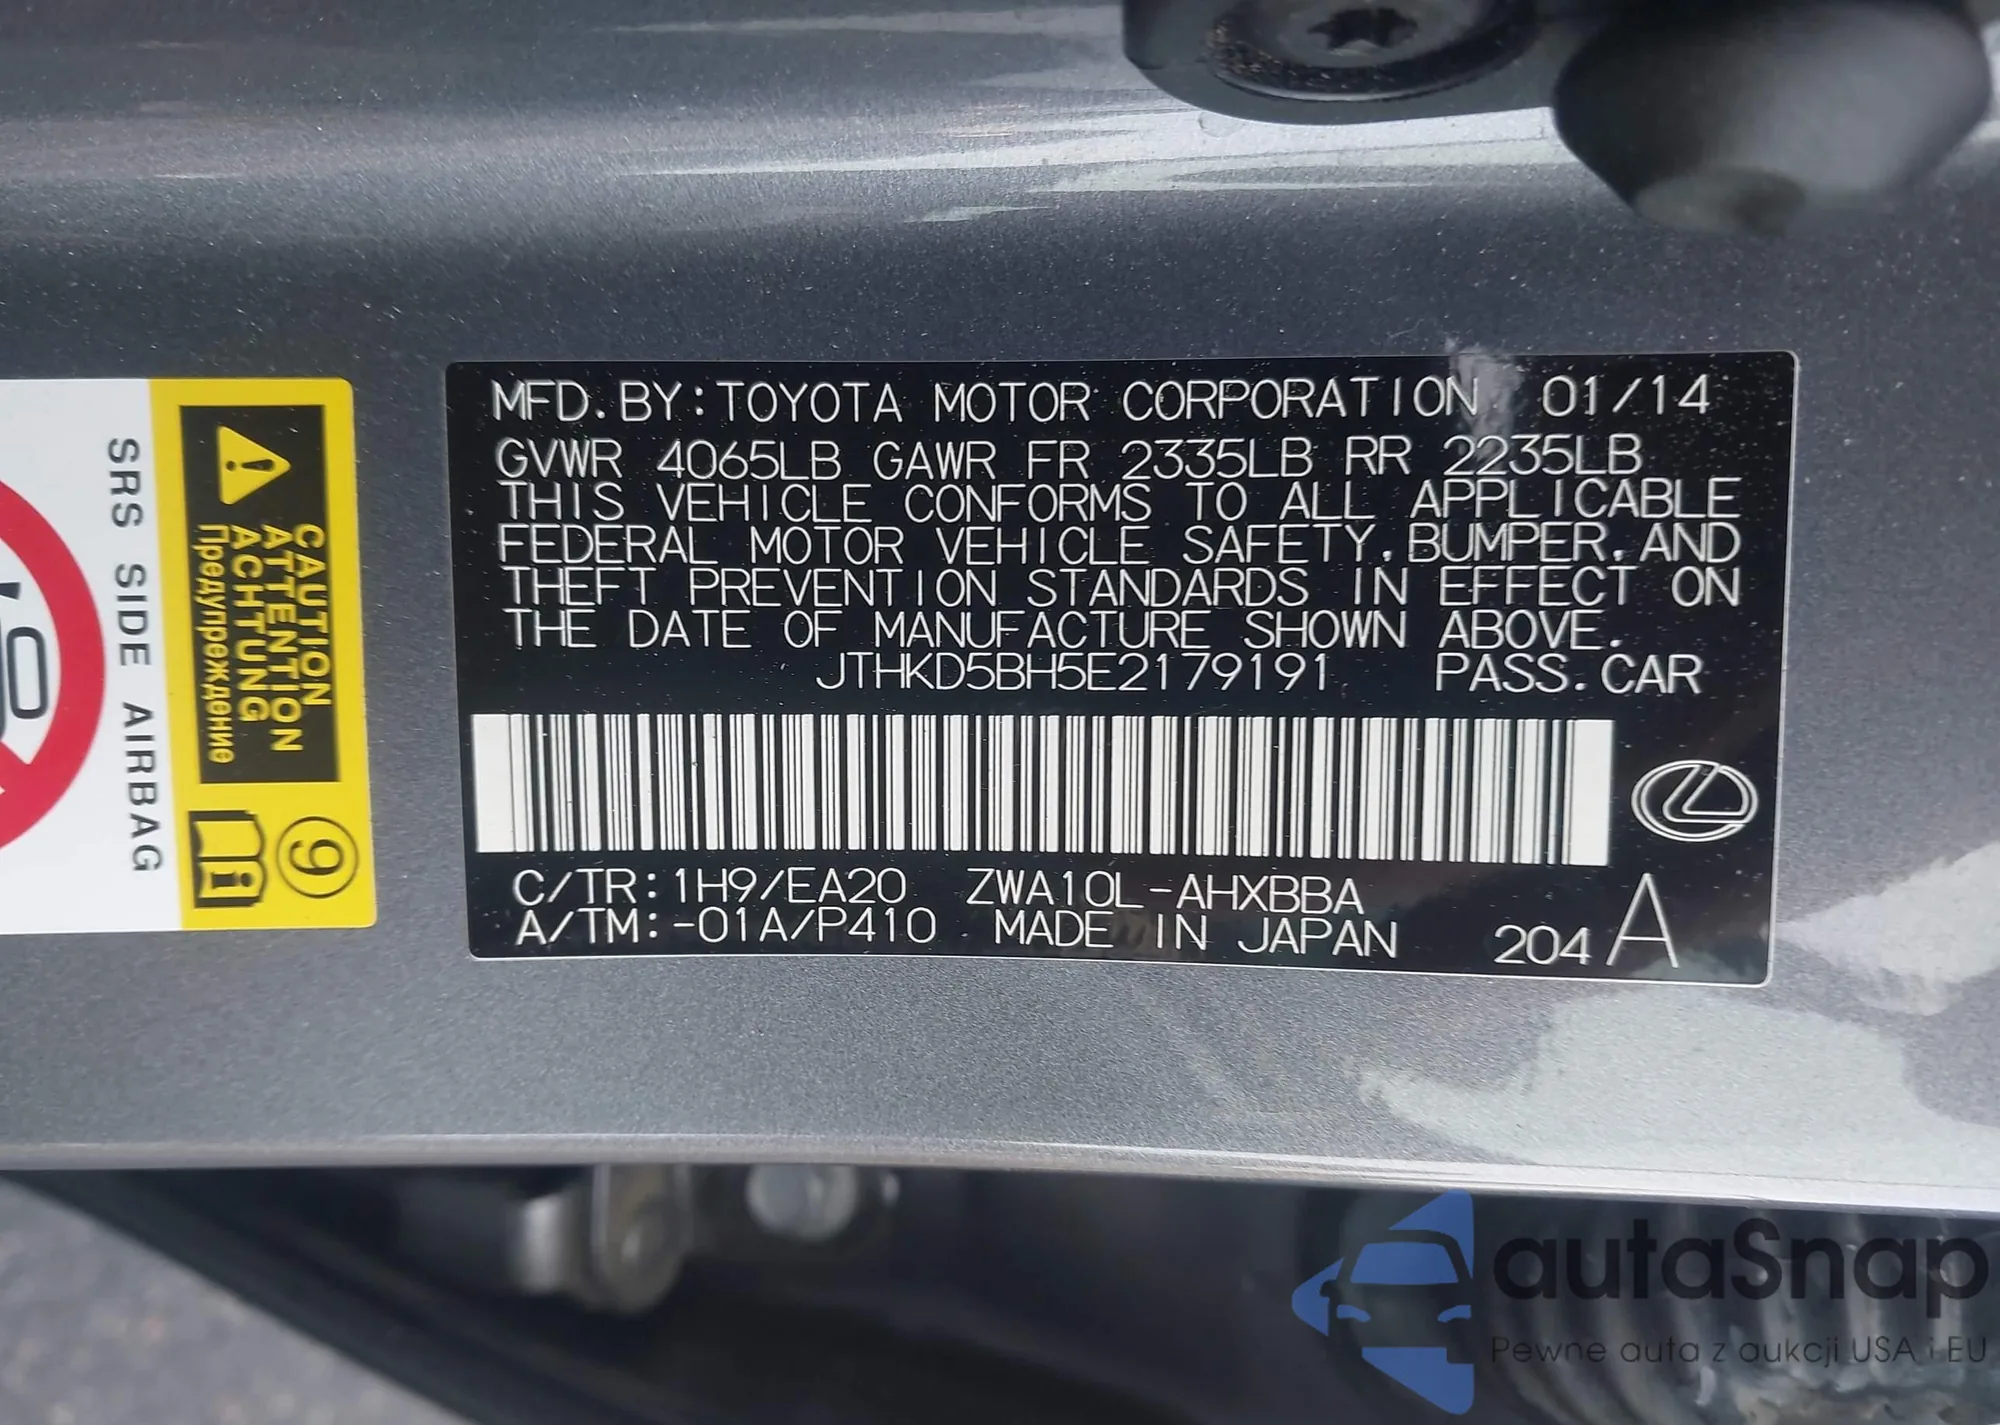 MFD. BY: TOYOTA MOTOR CORPORATION 01/14
GVWR 4065LB GAWR FR 2335LB RR 2235LB
THIS VEHICLE CONFORMS TO ALL APPLICABLE
FEDERAL MOTOR VEHICLE SAFETY, BUMPER, AND
THEFT PREVENTION STANDARDS IN EFFECT ON
THE DATE OF MANUFACTURE SHOWN ABOVE.
JTHKD5BH5E2179191 PASS. CAR
C/TR: 1H9/EA20 ZWA10L-AHXBBA
A/TM: -01A/P410 MADE IN JAPAN 204 A
CAUTION
ATTENTION
ACHTUNG
Предупреждение
9
SRS SIDE AIRBAG
autaSnap
Pewne auta z aukcji USA i EU